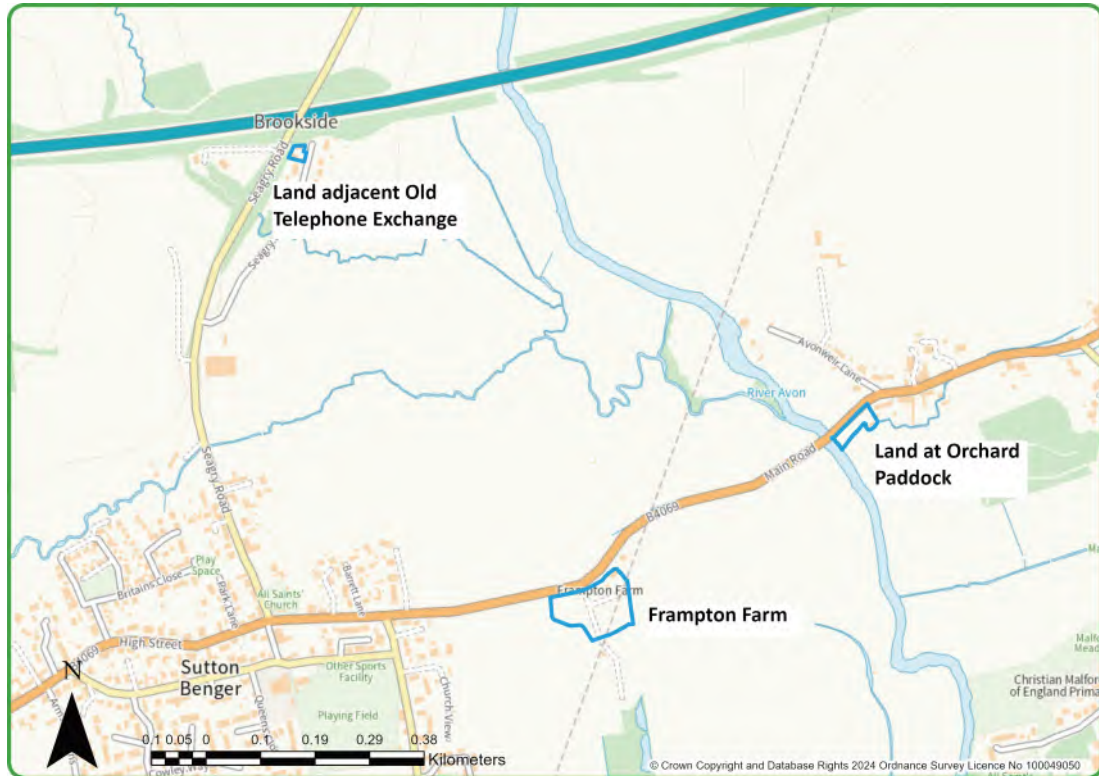 Brookside
Seagry Road
Land adjacent Old
Telephone Exchange
Seagry
Avonweir Lane
River Avon
Land at Orchard
Paddock
Main Road
B4069
Seagry Road
Play
Space
Britains Close
Park Lane
All Saints'
Church
Barrett Lane
Frampton Farm
Frampton Farm
High Street
4069
Sutton
Benger
Other Sports
Facility
Church View
Playing Field
Christian Malfor
of England Prima
N
0.1 0.05 0 0.1 0.19 0.29 0.38
Kilometers
Cowley Way
© Crown Copyright and Database Rights 2024 Ordnance Survey Licence No 100049050